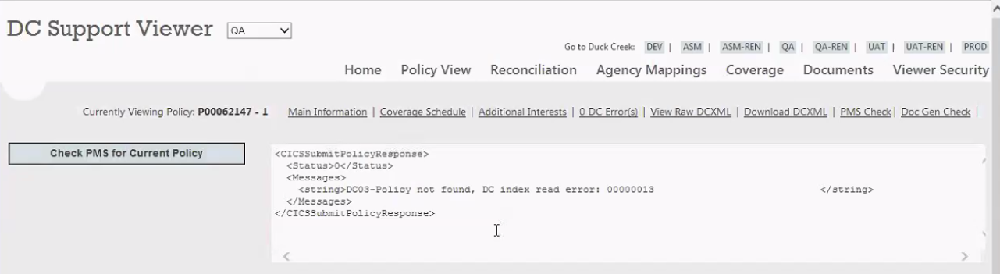 DC Support Viewer QA
Go to Duck Creek: DEV | ASM | ASM-REN | QA | QA-REN | UAT | UAT-REN | PROD
Home Policy View Reconciliation Agency Mappings Coverage Documents Viewer Security
Currently Viewing Policy: P00062147 - 1 Main Information | Coverage Schedule | Additional Interests | 0 DC Error(s) | View Raw DCXML | Download DCXML | PMS Check | Doc Gen Check |
Check PMS for Current Policy
<CICSSubmitPolicyResponse>
<Status>0</Status>
<Messages>
<string>DC03-Policy not found, DC index read error: 00000013 </string>
</Messages>
</CICSSubmitPolicyResponse>